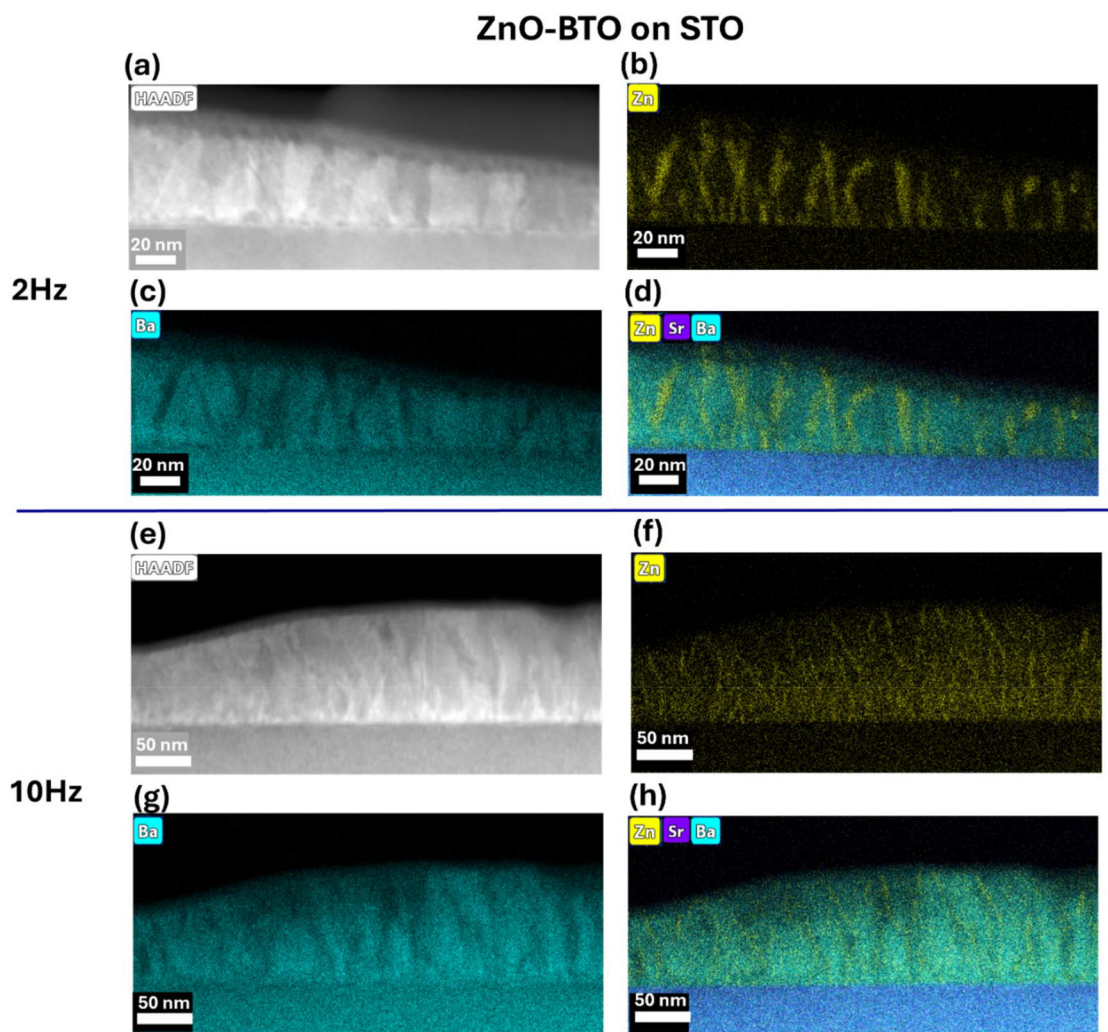 ZnO-BTO on STO
(a)
(b)
HAADF
Zn
20 nm
20 nm
2Hz
(c)
(d)
Ba
Zn Sr Ba
20 nm
20 nm
(e)
(f)
HAADF
Zn
50 nm
50 nm
10Hz
(g)
(h)
Ba
Zn Sr Ba
50 nm
50 nm